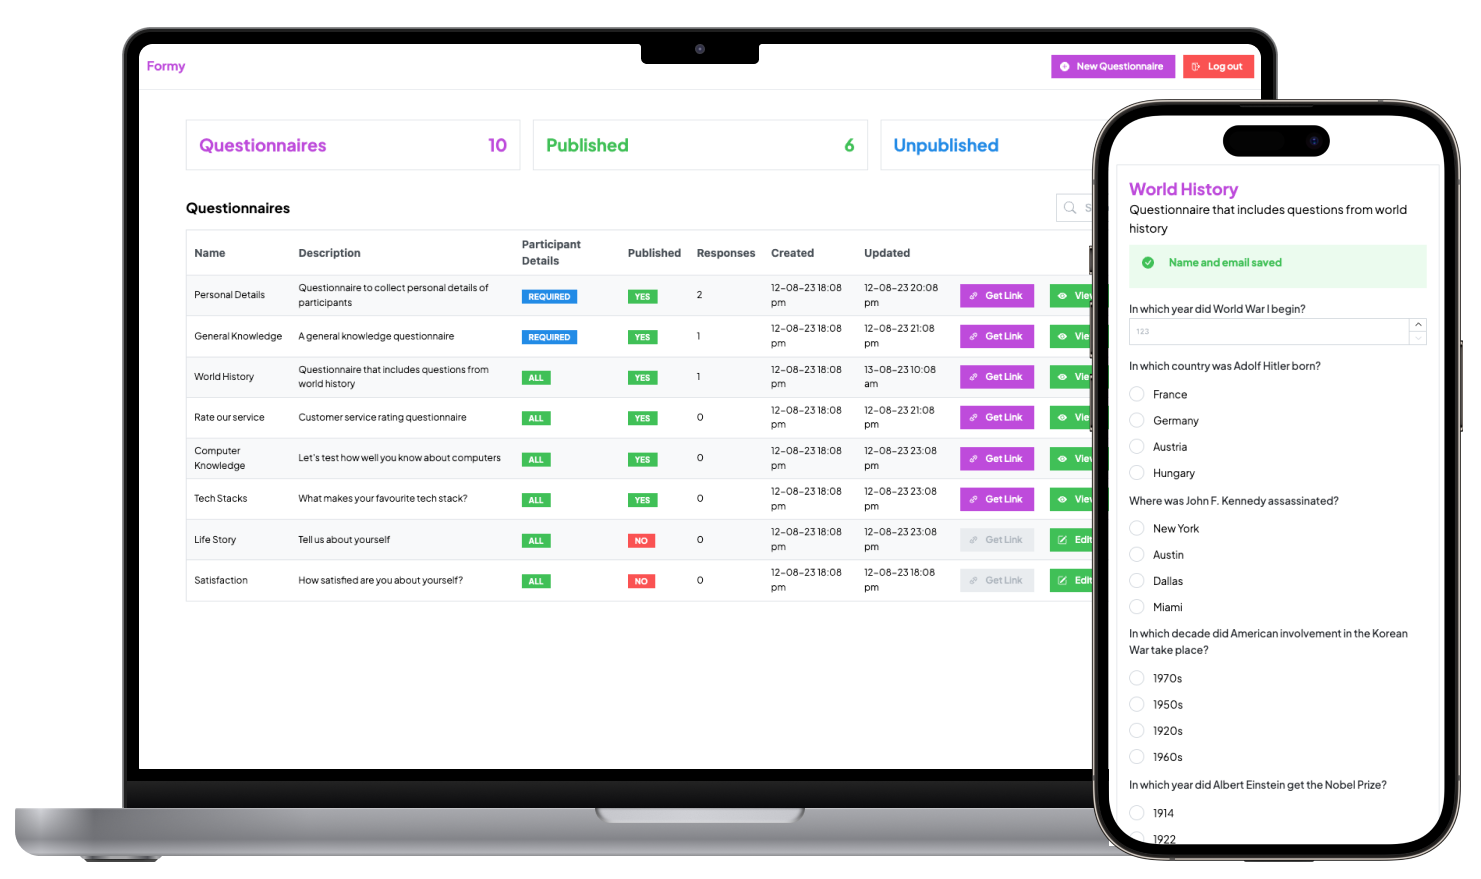 Formy
New Questionnaire
Log out
Questionnaires 10
Published 6
Unpublished
Questionnaires
Name Description Participant Details Published Responses Created Updated
Personal Details Questionnaire to collect personal details of participants REQUIRED YES 2 12-08-23 18:08 pm 12-08-23 20:08 pm Get Link
General Knowledge A general knowledge questionnaire REQUIRED YES 1 12-08-23 18:08 pm 12-08-23 21:08 pm Get Link
World History Questionnaire that includes questions from world history ALL YES 1 12-08-23 18:08 pm 13-08-23 10:08 am Get Link
Rate our service Customer service rating questionnaire ALL YES 0 12-08-23 18:08 pm 12-08-23 21:08 pm Get Link
Computer Knowledge Let's test how well you know about computers ALL YES 0 12-08-23 18:08 pm 12-08-23 23:08 pm Get Link
Tech Stacks What makes your favourite tech stack? ALL YES 0 12-08-23 18:08 pm 12-08-23 23:08 pm Get Link
Life Story Tell us about yourself ALL NO 0 12-08-23 18:08 pm 12-08-23 23:08 pm Get Link Edit
Satisfaction How satisfied are you about yourself? ALL NO 0 12-08-23 18:08 pm 12-08-23 18:08 pm Get Link Edit
World History
Questionnaire that includes questions from world
history
Name and email saved
In which year did World War I begin?
123
In which country was Adolf Hitler born?
France
Germany
Austria
Hungary
Where was John F. Kennedy assassinated?
New York
Austin
Dallas
Miami
In which decade did American involvement in the Korean
War take place?
1970s
1950s
1920s
1960s
In which year did Albert Einstein get the Nobel Prize?
1914
1922